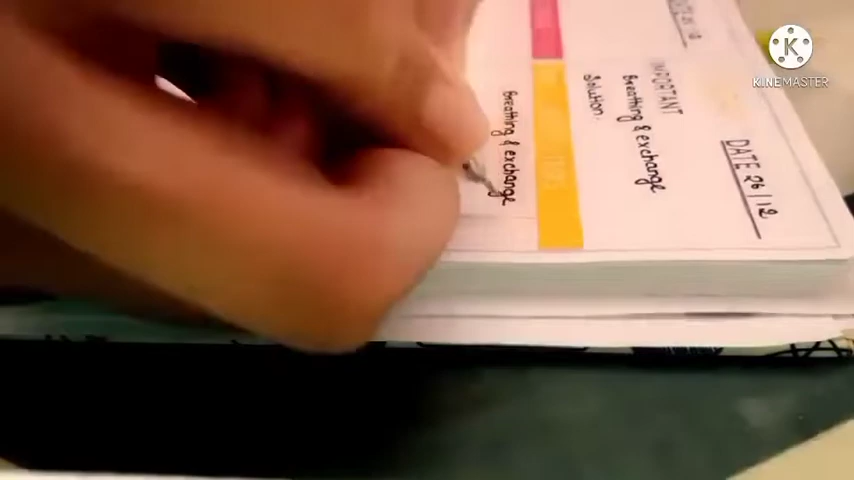 DATE 26/12
IMPORTANT
Breathing & exchange
Solution.
Breathing & exchange
KINEMASTER